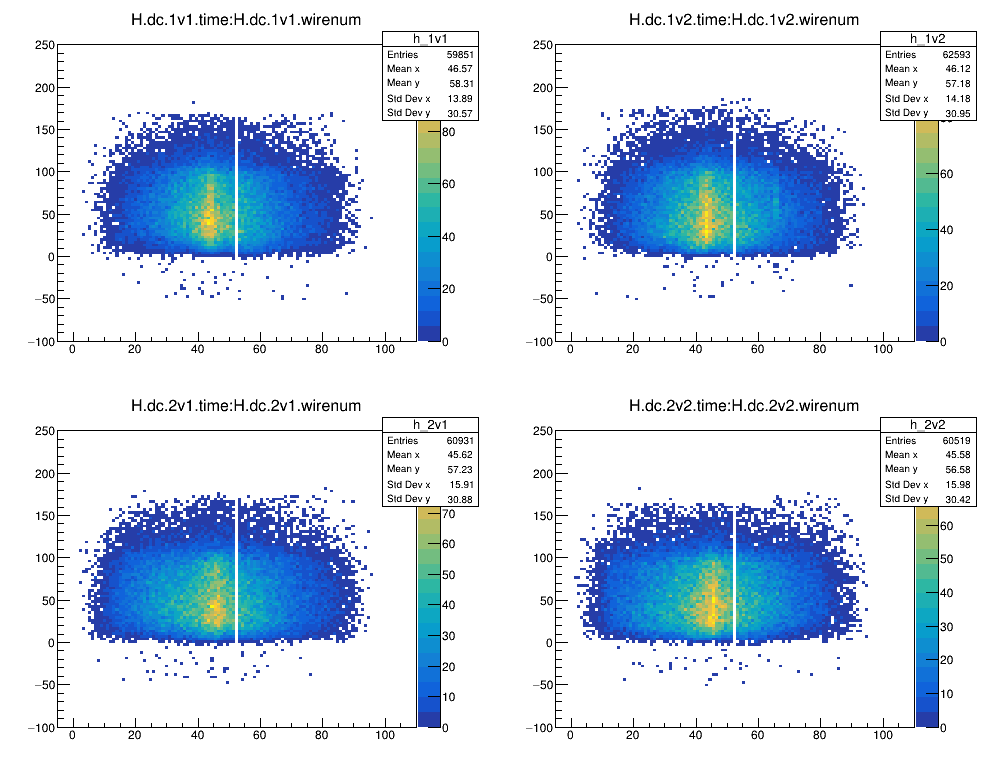 H.dc.1v1.time:H.dc.1v1.wirenum
h_1v1
Entries 59851
Mean x 46.57
Mean y 58.31
Std Dev x 13.89
Std Dev y 30.57
250
200
150
100
50
0
−50
−100
0 20 40 60 80 100
80
60
40
20
0
H.dc.1v2.time:H.dc.1v2.wirenum
h_1v2
Entries 62593
Mean x 46.12
Mean y 57.18
Std Dev x 14.18
Std Dev y 30.95
250
200
150
100
50
0
−50
−100
0 20 40 60 80 100
60
40
20
0
H.dc.2v1.time:H.dc.2v1.wirenum
h_2v1
Entries 60931
Mean x 45.62
Mean y 57.23
Std Dev x 15.91
Std Dev y 30.88
250
200
150
100
50
0
−50
−100
0 20 40 60 80 100
70
60
50
40
30
20
10
0
H.dc.2v2.time:H.dc.2v2.wirenum
h_2v2
Entries 60519
Mean x 45.58
Mean y 56.58
Std Dev x 15.98
Std Dev y 30.42
250
200
150
100
50
0
−50
−100
0 20 40 60 80 100
60
50
40
30
20
10
0